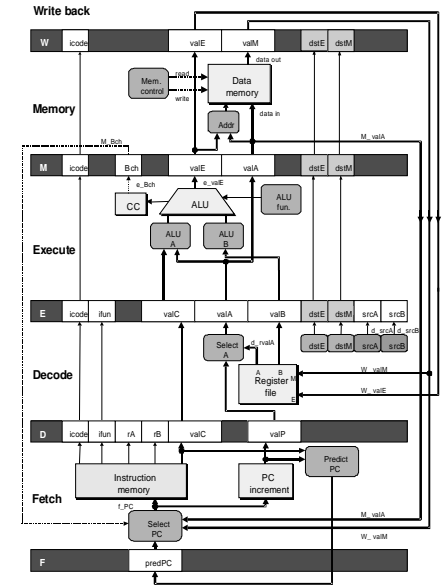 Write back
W icode valE valM dstE dstM
data out
Mem. control
read
write
Data memory
Memory
Addr
data in
M_Bch
M_valA
M icode Bch valE valA dstE dstM
e_Bch
e_valE
CC
ALU
ALU fun.
ALU A
ALU B
Execute
E icode ifun valC valA valB dstE dstM srcA srcB
d_srcA d_srcB
Select A
d_rvalA
dstE dstM srcA srcB
A B
Register file
M
E
W_valM
W_valE
Decode
D icode ifun rA rB valC valP
Predict PC
Instruction memory
PC increment
Fetch
f_PC
Select PC
M_valA
W_valM
F predPC